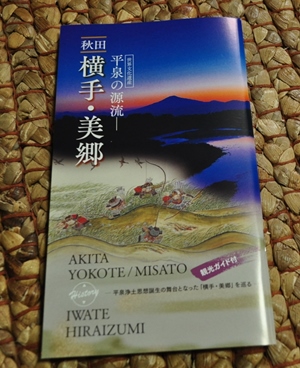 秋田
横手・美郷
世界文化遺産
平泉の源流―
AKITA
YOKOTE/MISATO
観光ガイド付
History
平泉浄土思想誕生の舞台となった「横手・美郷」を巡る
IWATE
HIRAIZUMI